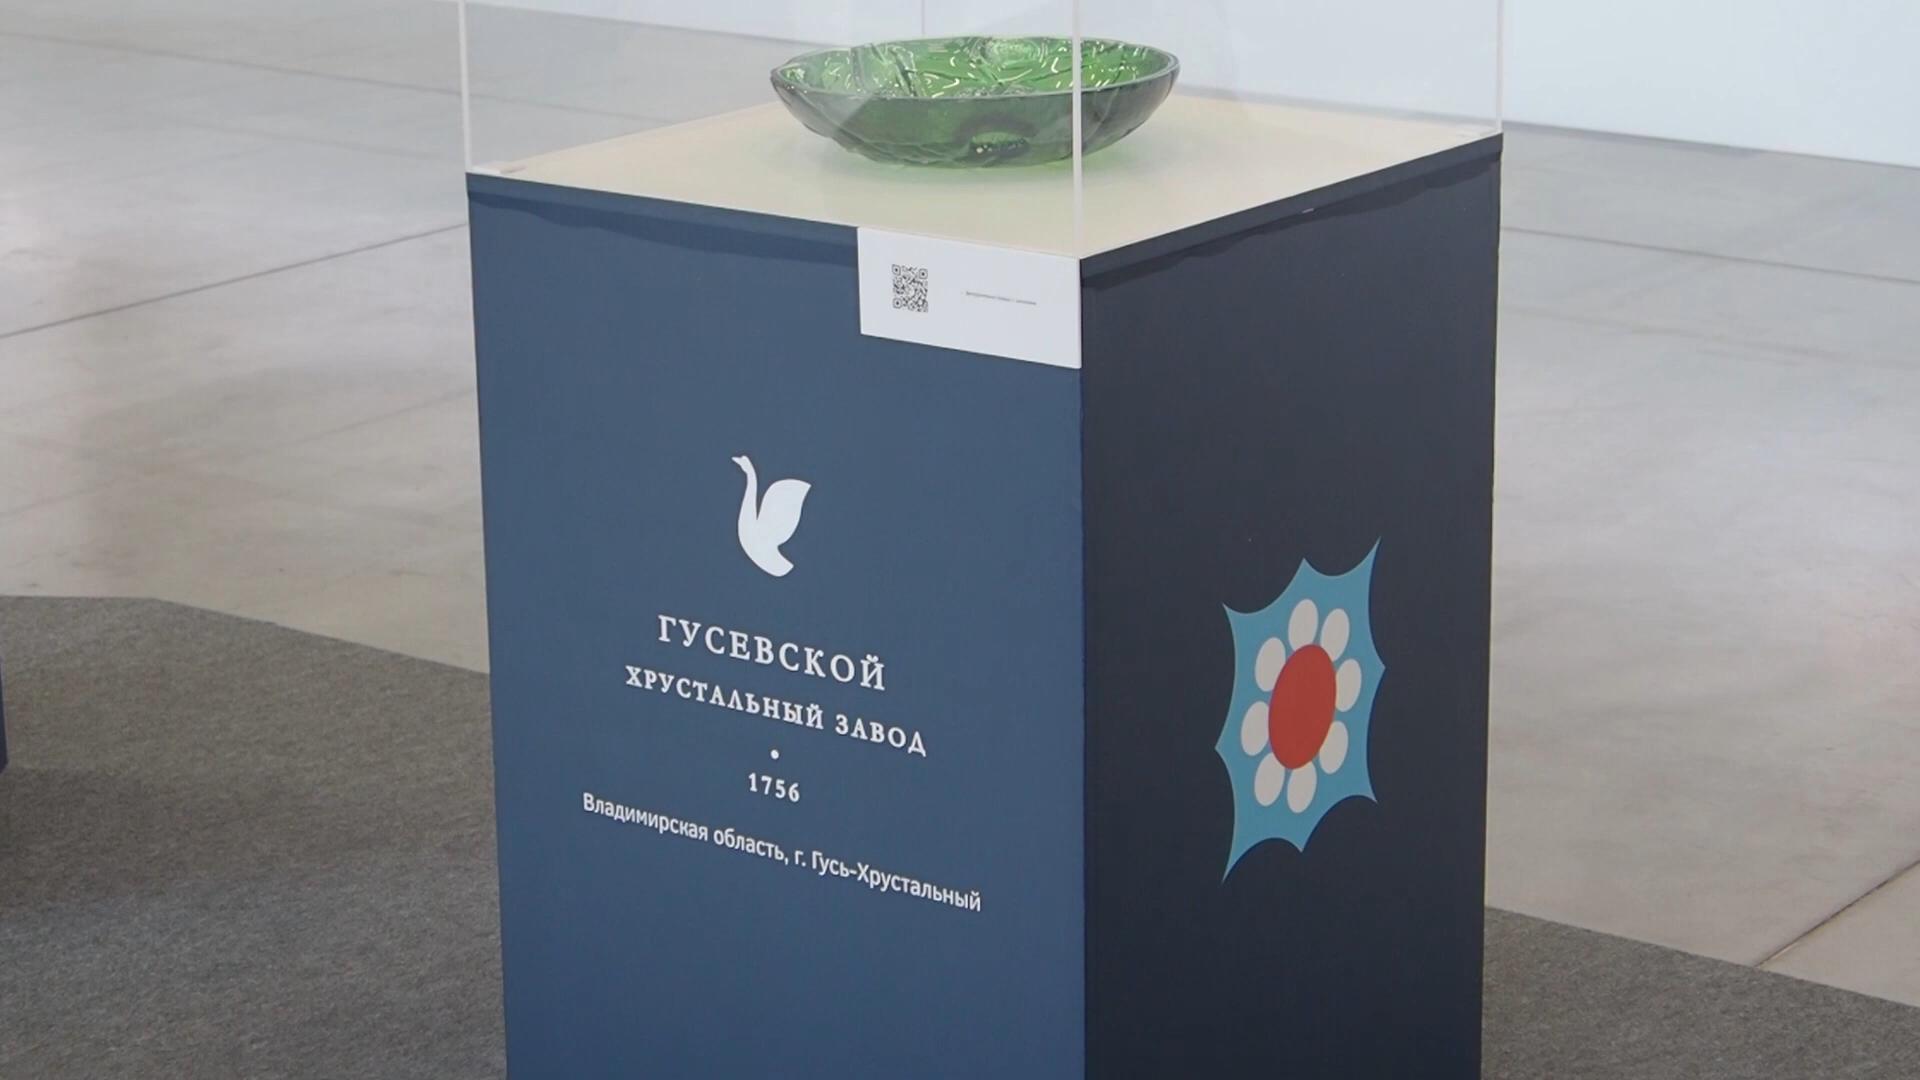 ГУСЕВСКОЙ
ХРУСТАЛЬНЫЙ ЗАВОД
•
1756
Владимирская область, г. Гусь-Хрустальный